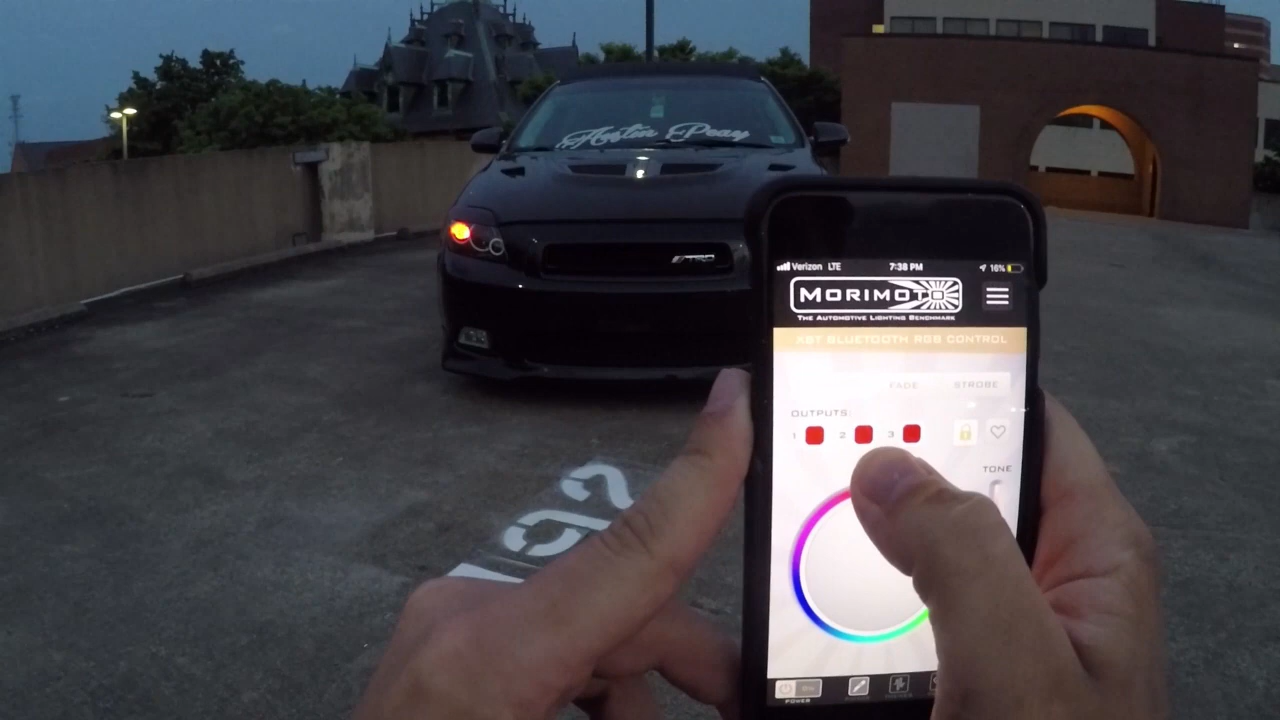 Austin Peay
TRD
Verizon LTE 7:38 PM 16%
MORIMOTO
THE AUTOMOTIVE LIGHTING BENCHMARK
XBT BLUETOOTH RGB CONTROL
FADE STROBE
OUTPUTS:
1 2 3
TONE
POWER